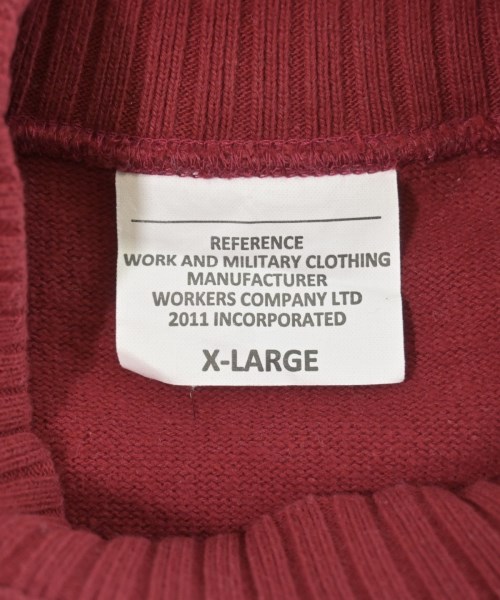 REFERENCE
WORK AND MILITARY CLOTHING
MANUFACTURER
WORKERS COMPANY LTD
2011 INCORPORATED
X-LARGE